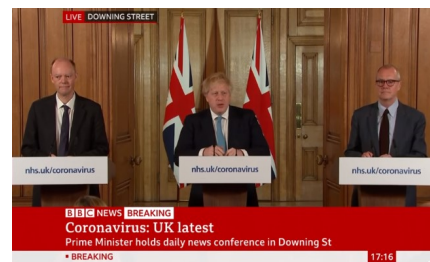 LIVE DOWNING STREET
nhs.uk/coronavirus
nhs.uk/coronavirus
nhs.uk/coronavirus
BBC NEWS BREAKING
Coronavirus: UK latest
Prime Minister holds daily news conference in Downing St
BREAKING
17:16